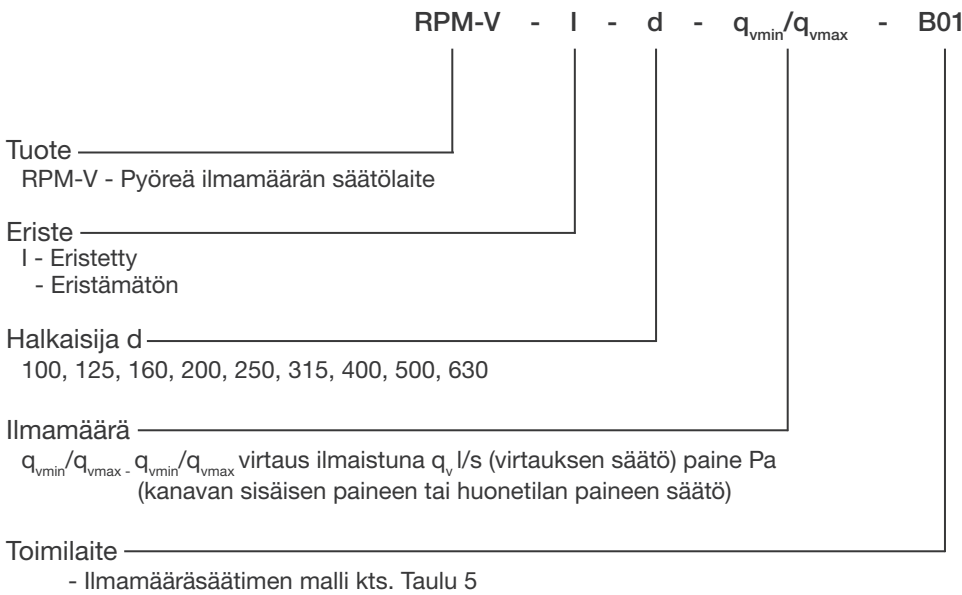 RPM-V - I - d - qvmin/qvmax - B01
Tuote
RPM-V - Pyöreä ilmamäärän säätölaite
Eriste
I - Eristetty
- Eristämätön
Halkaisija d
100, 125, 160, 200, 250, 315, 400, 500, 630
Ilmamäärä
qvmin/qvmax - qvmin/qvmax virtaus ilmaistuna qv l/s (virtauksen säätö) paine Pa
(kanavan sisäisen paineen tai huonetilan paineen säätö)
Toimilaite
- Ilmamääräsäätimen malli kts. Taulu 5